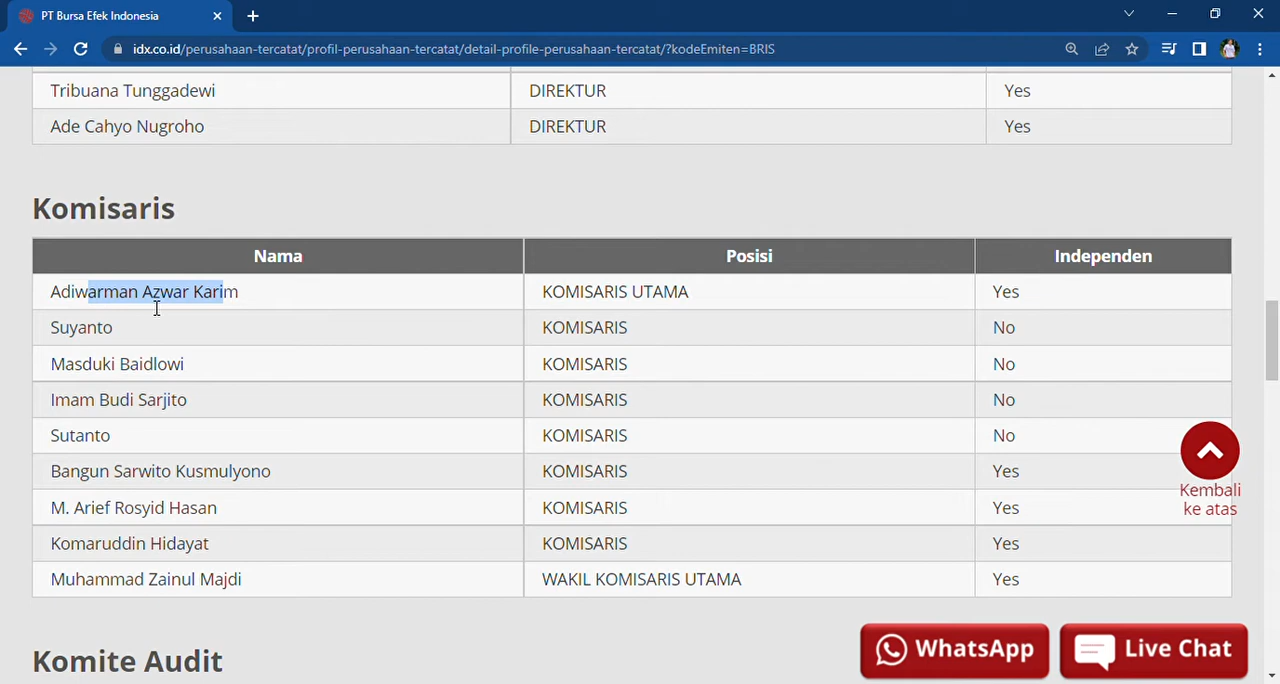 PT Bursa Efek Indonesia
idx.co.id/perusahaan-tercatat/profil-perusahaan-tercatat/detail-profile-perusahaan-tercatat/?kodeEmiten=BRIS
Tribuana Tunggadewi DIREKTUR Yes
Ade Cahyo Nugroho DIREKTUR Yes
Komisaris
Nama Posisi Independen
Adiwarman Azwar Karim KOMISARIS UTAMA Yes
Suyanto KOMISARIS No
Masduki Baidlowi KOMISARIS No
Imam Budi Sarjito KOMISARIS No
Sutanto KOMISARIS No
Bangun Sarwito Kusmulyono KOMISARIS Yes
M. Arief Rosyid Hasan KOMISARIS Yes
Komaruddin Hidayat KOMISARIS Yes
Muhammad Zainul Majdi WAKIL KOMISARIS UTAMA Yes
Kembali
ke atas
Komite Audit
WhatsApp
Live Chat